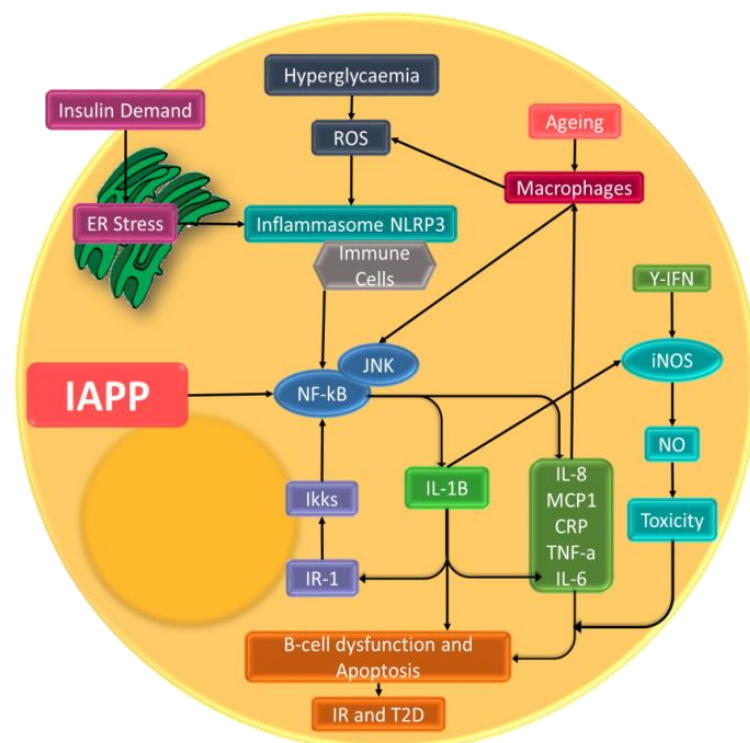 Hyperglycaemia
Insulin Demand
Ageing
ROS
Macrophages
ER Stress
Inflammasome NLRP3
Immune
Cells
Y-IFN
JNK
iNOS
IAPP
NF-kB
NO
IL-8
Ikks
IL-1B
MCP1
CRP
Toxicity
TNF-a
IR-1
IL-6
B-cell dysfunction and
Apoptosis
IR and T2D